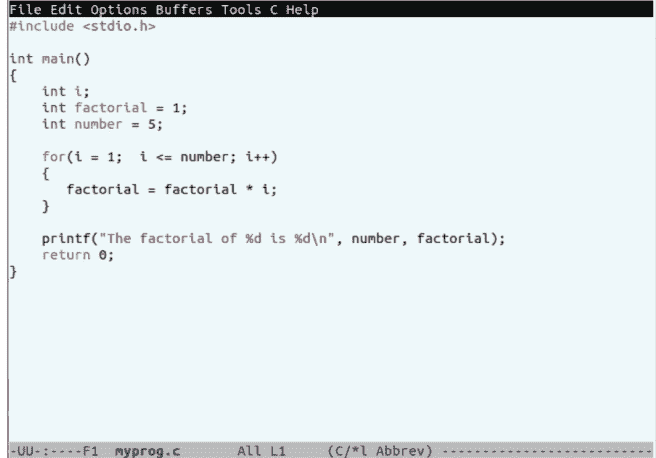 File Edit Options Buffers Tools C Help
#include <stdio.h>
int main()
{
    int i;
    int factorial = 1;
    int number = 5;
    for(i = 1;  i <= number; i++)
    {
       factorial = factorial * i;
    }
    printf("The factorial of %d is %d\n", number, factorial);
    return 0;
}
-UU-:----F1  myprog.c       All L1     (C/*l Abbrev) --------------------------